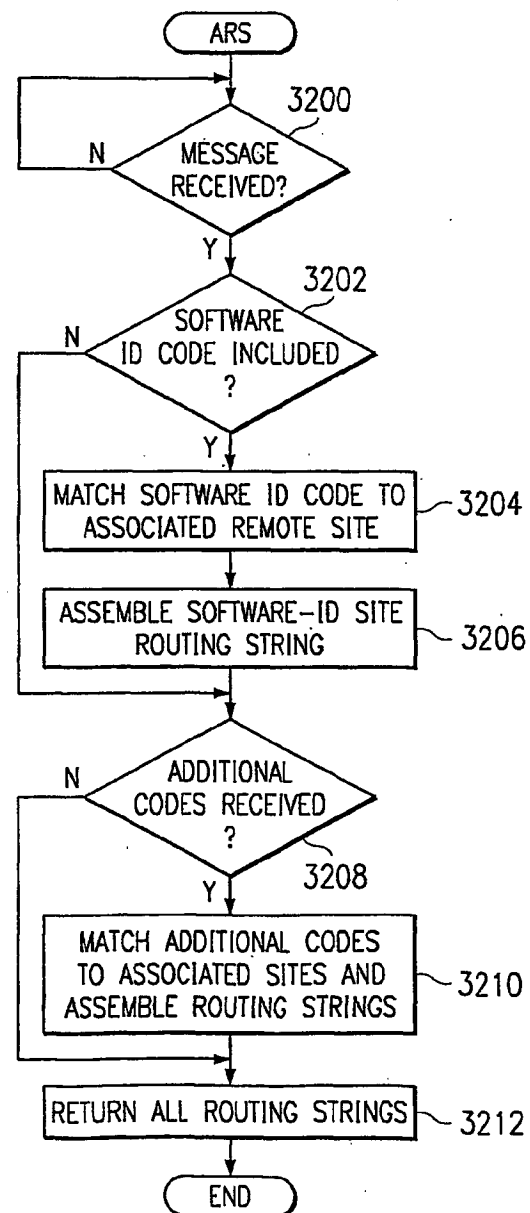 ARS
3200
N
MESSAGE
RECEIVED?
Y
3202
N
SOFTWARE
ID CODE INCLUDED
?
Y
MATCH SOFTWARE ID CODE TO
ASSOCIATED REMOTE SITE
3204
ASSEMBLE SOFTWARE-ID SITE
ROUTING STRING
3206
N
ADDITIONAL
CODES RECEIVED
?
3208
Y
MATCH ADDITIONAL CODES
TO ASSOCIATED SITES AND
ASSEMBLE ROUTING STRINGS
3210
RETURN ALL ROUTING STRINGS
3212
END